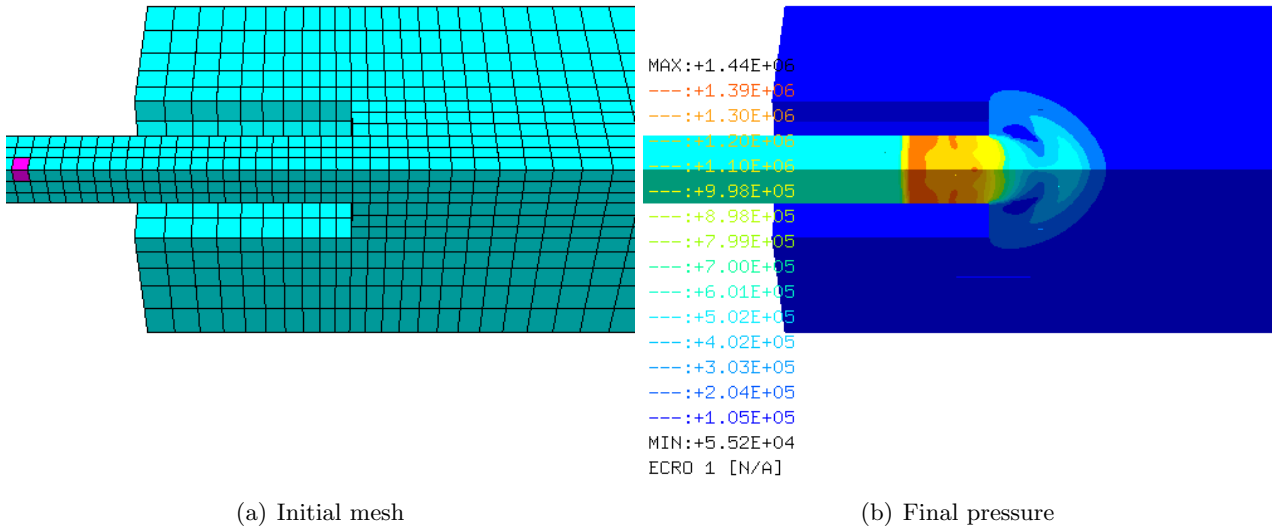 MAX:+1.44E+06
---:+1.39E+06
---:+1.30E+06
---:+1.20E+06
---:+1.10E+06
---:+9.98E+05
---:+8.98E+05
---:+7.99E+05
---:+7.00E+05
---:+6.01E+05
---:+5.02E+05
---:+4.02E+05
---:+3.03E+05
---:+2.04E+05
---:+1.05E+05
MIN:+5.52E+04
ECRO 1 [N/A]
(a) Initial mesh
(b) Final pressure